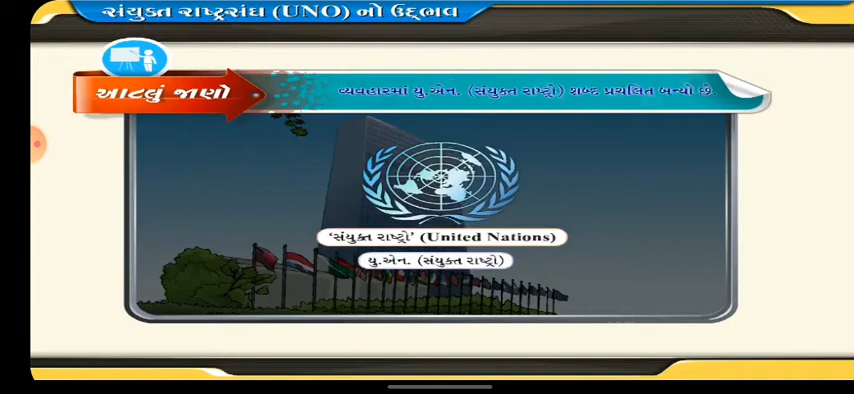 સંયુક્ત રાષ્ટ્રસંઘ (UNO) નો ઉદ્ભવ
આટલું જાણો
વ્યવહારમાં યુ.એન. (સંયુક્ત રાષ્ટ્રો) શબ્દ પ્રચલિત બન્યો છે.
‘સંયુક્ત રાષ્ટ્રો’ (United Nations)
યુ.એન. (સંયુક્ત રાષ્ટ્રો)